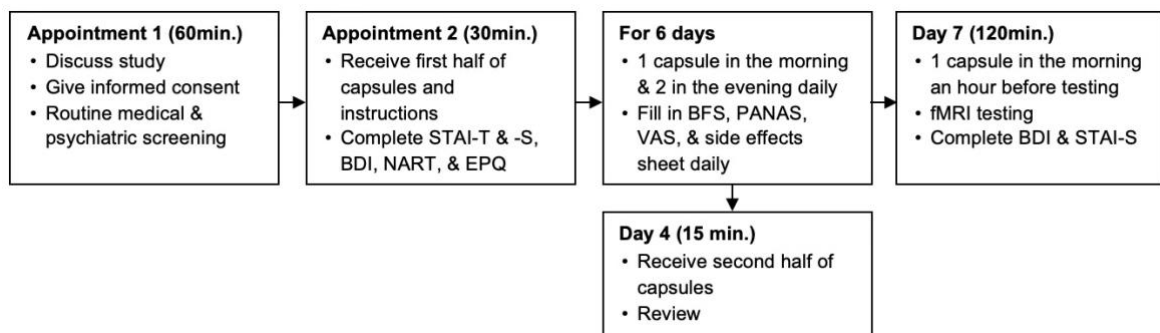 Appointment 1 (60min.)
• Discuss study
• Give informed consent
• Routine medical &
psychiatric screening
Appointment 2 (30min.)
• Receive first half of
capsules and
instructions
• Complete STAI-T & -S,
BDI, NART, & EPQ
For 6 days
• 1 capsule in the morning
& 2 in the evening daily
• Fill in BFS, PANAS,
VAS, & side effects
sheet daily
Day 7 (120min.)
• 1 capsule in the morning
an hour before testing
• fMRI testing
• Complete BDI & STAI-S
Day 4 (15 min.)
• Receive second half of
capsules
• Review